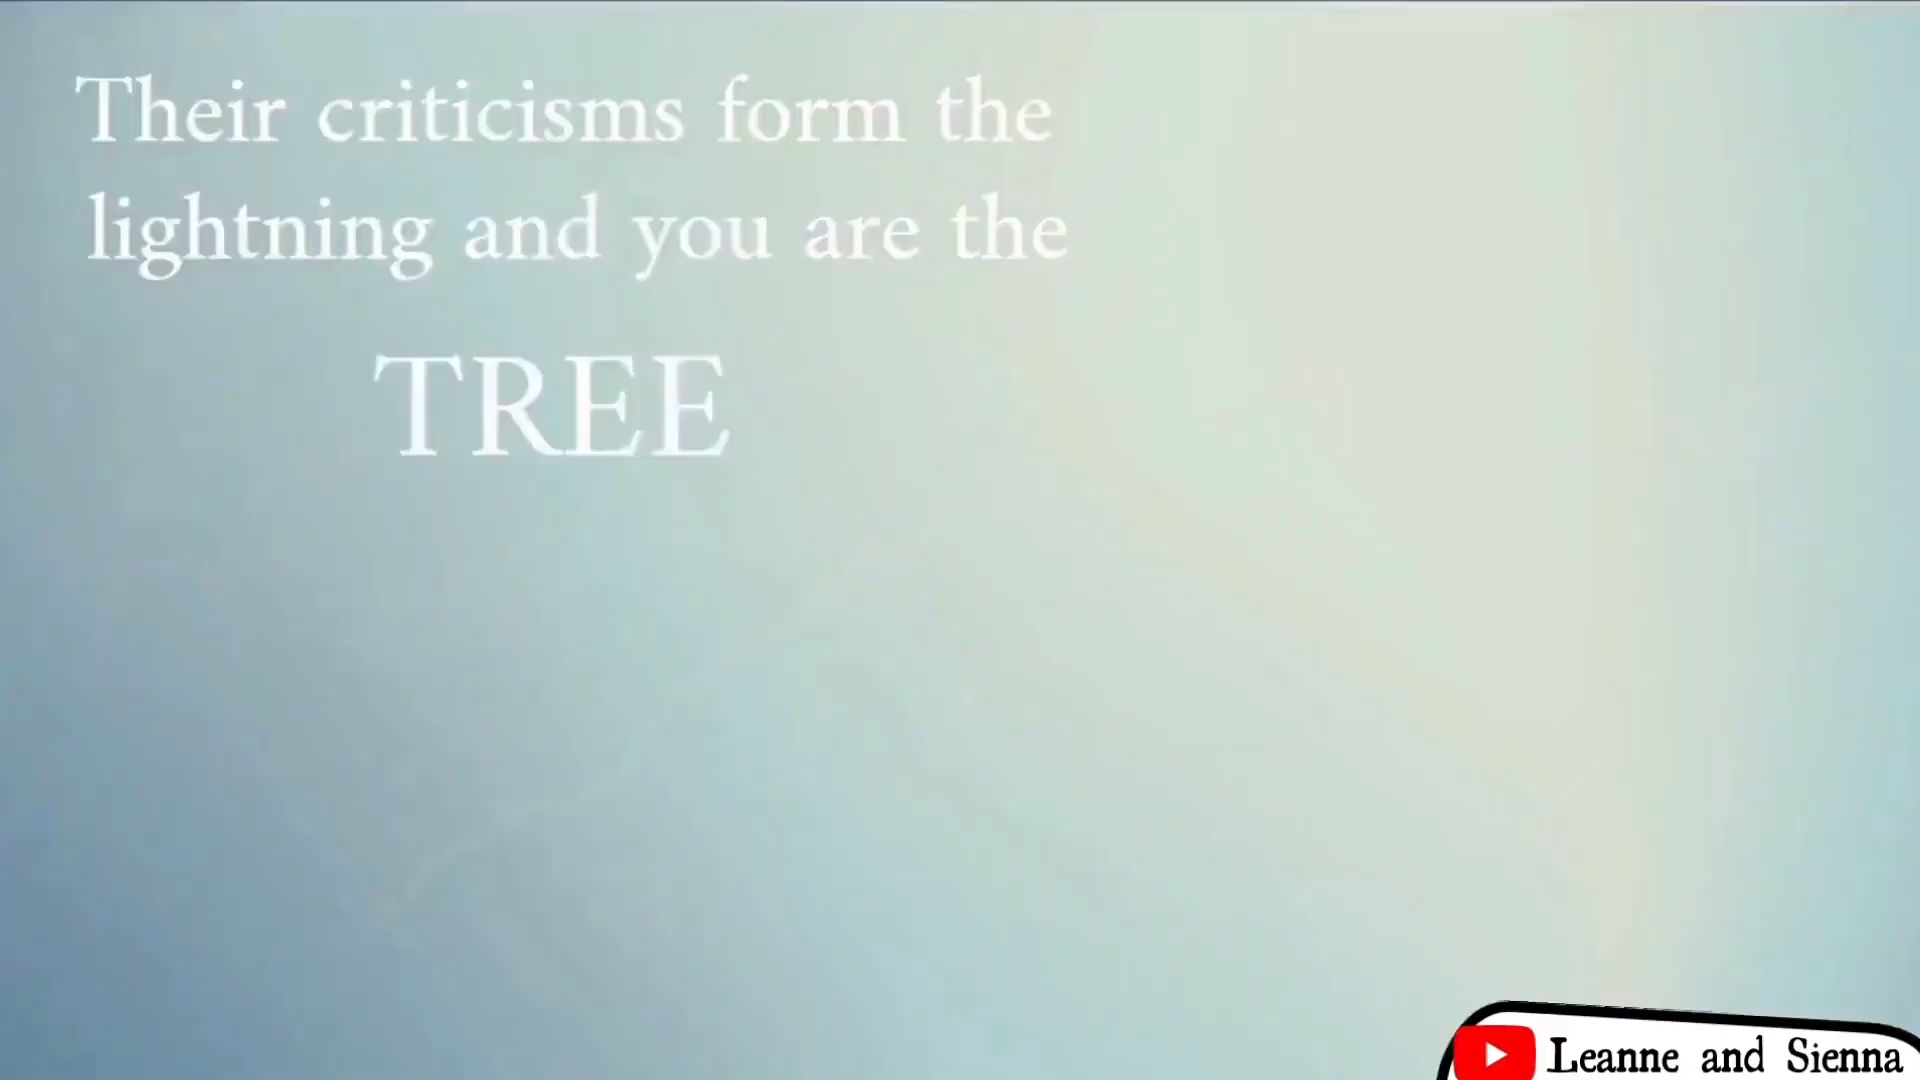 Their criticisms form the
lightning and you are the
TREE
Leanne and Sienna